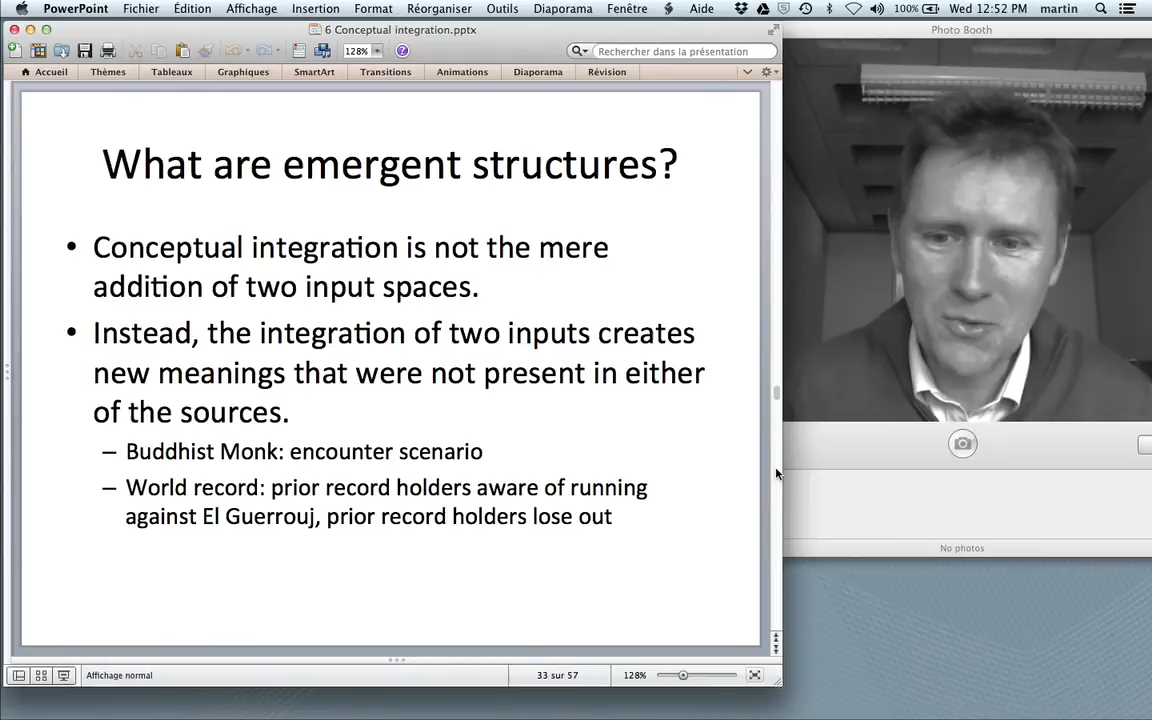 PowerPoint Fichier Édition Affichage Insertion Format Réorganiser Outils Diaporama Fenêtre Aide 100% Wed 12:52 PM martin
6 Conceptual integration.pptx
128%
Rechercher dans la présentation
Accueil Thèmes Tableaux Graphiques SmartArt Transitions Animations Diaporama Révision
Photo Booth
What are emergent structures?
• Conceptual integration is not the mere
addition of two input spaces.
• Instead, the integration of two inputs creates
new meanings that were not present in either
of the sources.
– Buddhist Monk: encounter scenario
– World record: prior record holders aware of running
against El Guerrouj, prior record holders lose out
No photos
Affichage normal 33 sur 57 128%